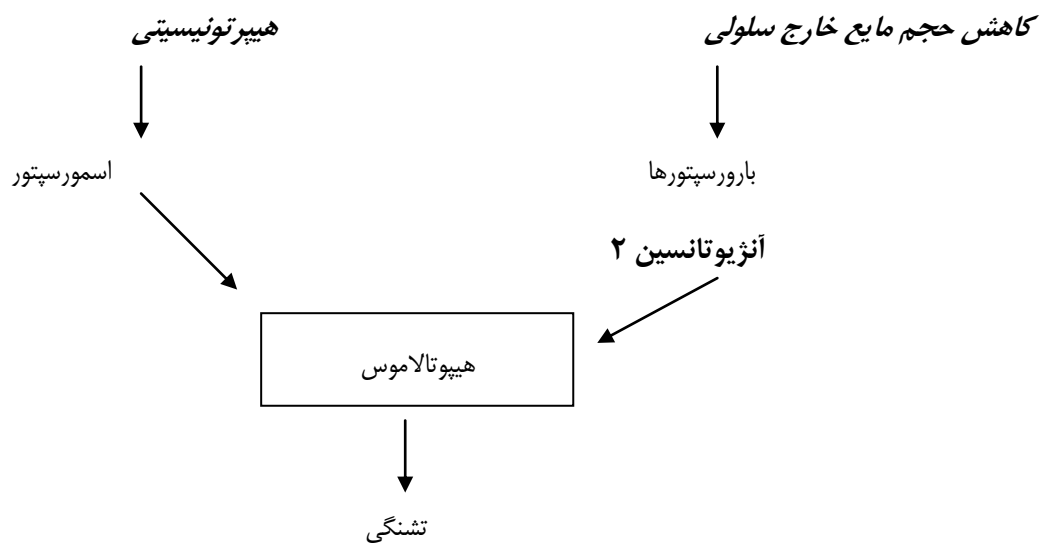 کاهش حجم مایع خارج سلولی
هیپرتونیسیتی
بارورسپتورها
اسمورسپتور
آنژیوتانسین ۲
هیپوتالاموس
تشنگی